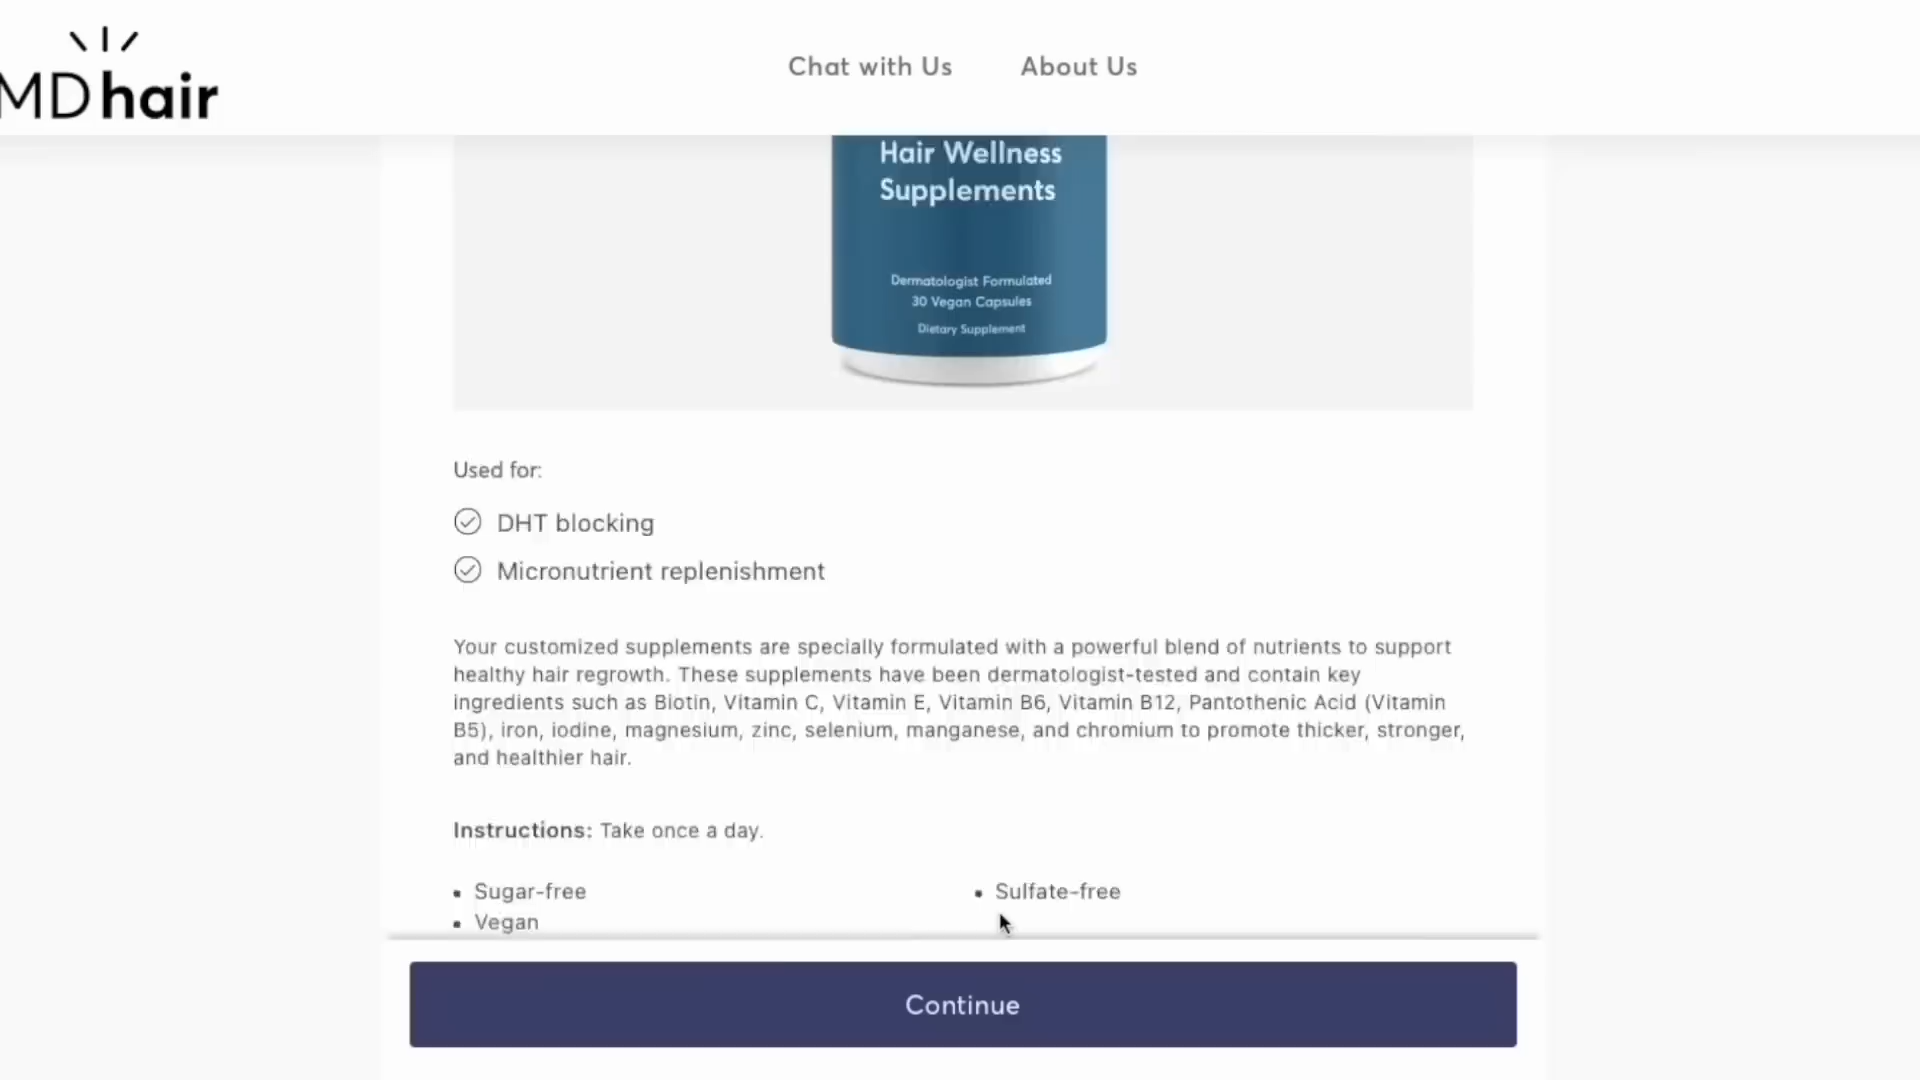 MDhair
Chat with Us
About Us
Hair Wellness
Supplements
Dermatologist Formulated
30 Vegan Capsules
Dietary Supplement
Used for:
DHT blocking
Micronutrient replenishment
Your customized supplements are specially formulated with a powerful blend of nutrients to support
healthy hair regrowth. These supplements have been dermatologist-tested and contain key
ingredients such as Biotin, Vitamin C, Vitamin E, Vitamin B6, Vitamin B12, Pantothenic Acid (Vitamin
B5), iron, iodine, magnesium, zinc, selenium, manganese, and chromium to promote thicker, stronger,
and healthier hair.
Instructions: Take once a day.
Sugar-free
Sulfate-free
Vegan
Continue